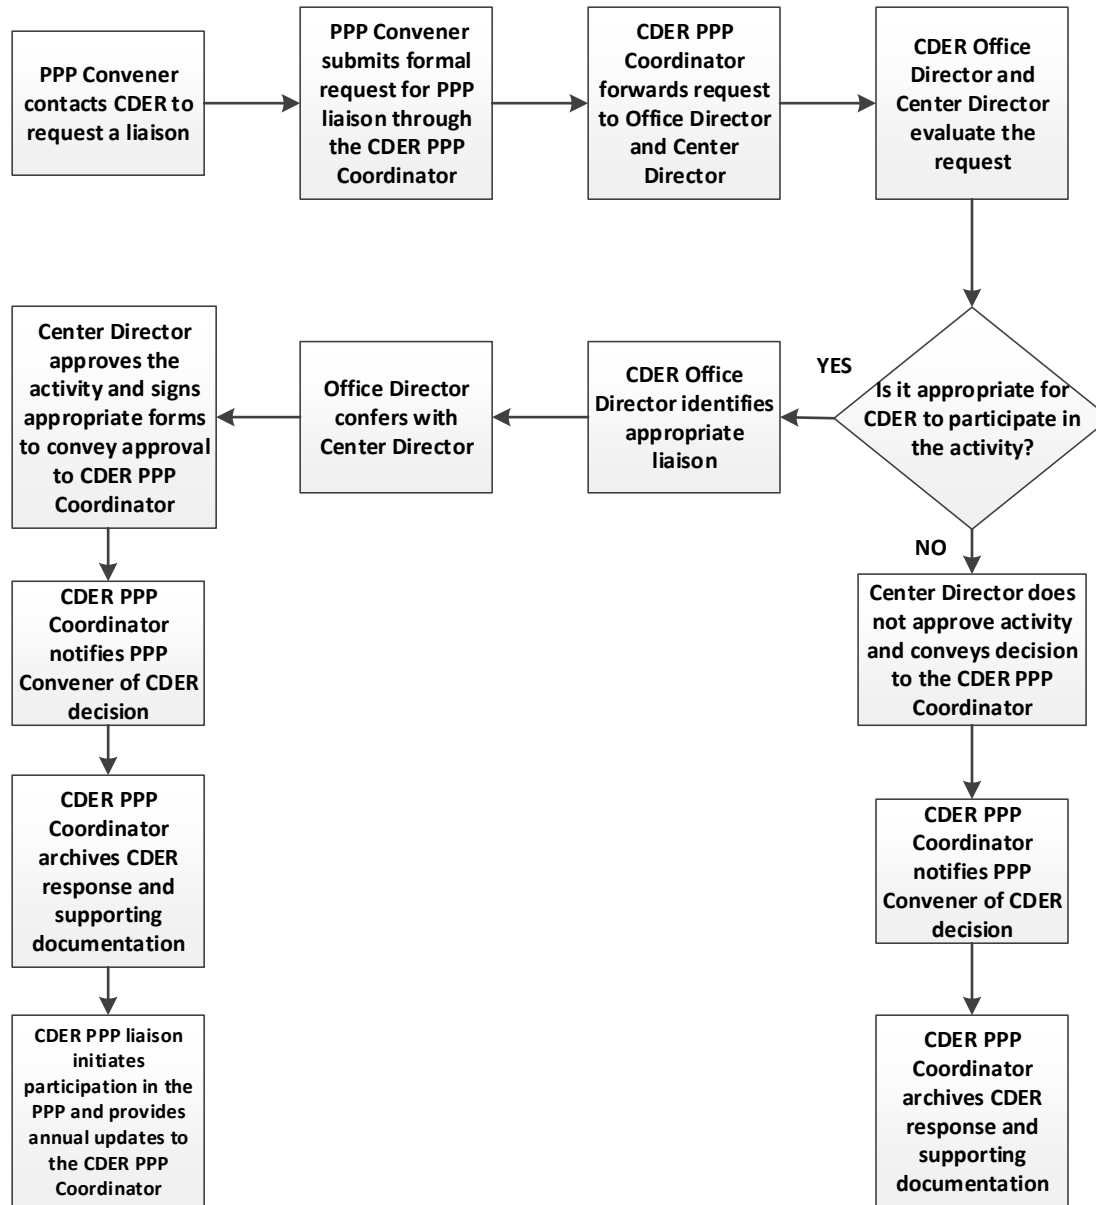 PPP Convener
contacts CDER to
request a liaison
PPP Convener
submits formal
request for PPP
liaison through
the CDER PPP
Coordinator
CDER PPP
Coordinator
forwards request
to Office Director
and Center
Director
CDER Office
Director and
Center Director
evaluate the
request
Is it appropriate for
CDER to participate in
the activity?
YES
CDER Office
Director identifies
appropriate
liaison
Office Director
confers with
Center Director
Center Director
approves the
activity and signs
appropriate forms
to convey approval
to CDER PPP
Coordinator
CDER PPP
Coordinator
notifies PPP
Convener of CDER
decision
CDER PPP
Coordinator
archives CDER
response and
supporting
documentation
CDER PPP liaison
initiates
participation in the
PPP and provides
annual updates to
the CDER PPP
Coordinator
NO
Center Director does
not approve activity
and conveys decision
to the CDER PPP
Coordinator
CDER PPP
Coordinator
notifies PPP
Convener of CDER
decision
CDER PPP
Coordinator
archives CDER
response and
supporting
documentation